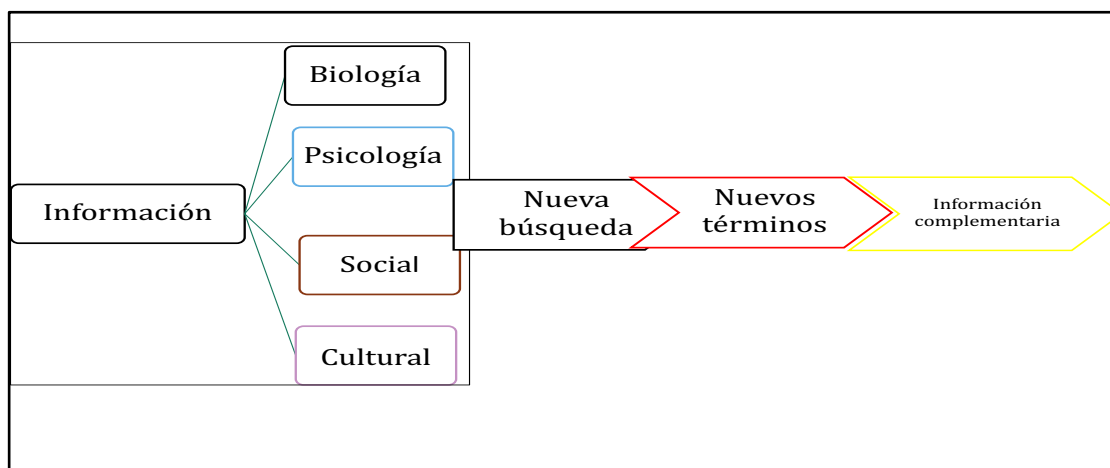 Biología
Psicología
Información
Social
Cultural
Nueva
búsqueda
Nuevos
términos
Información
complementaria